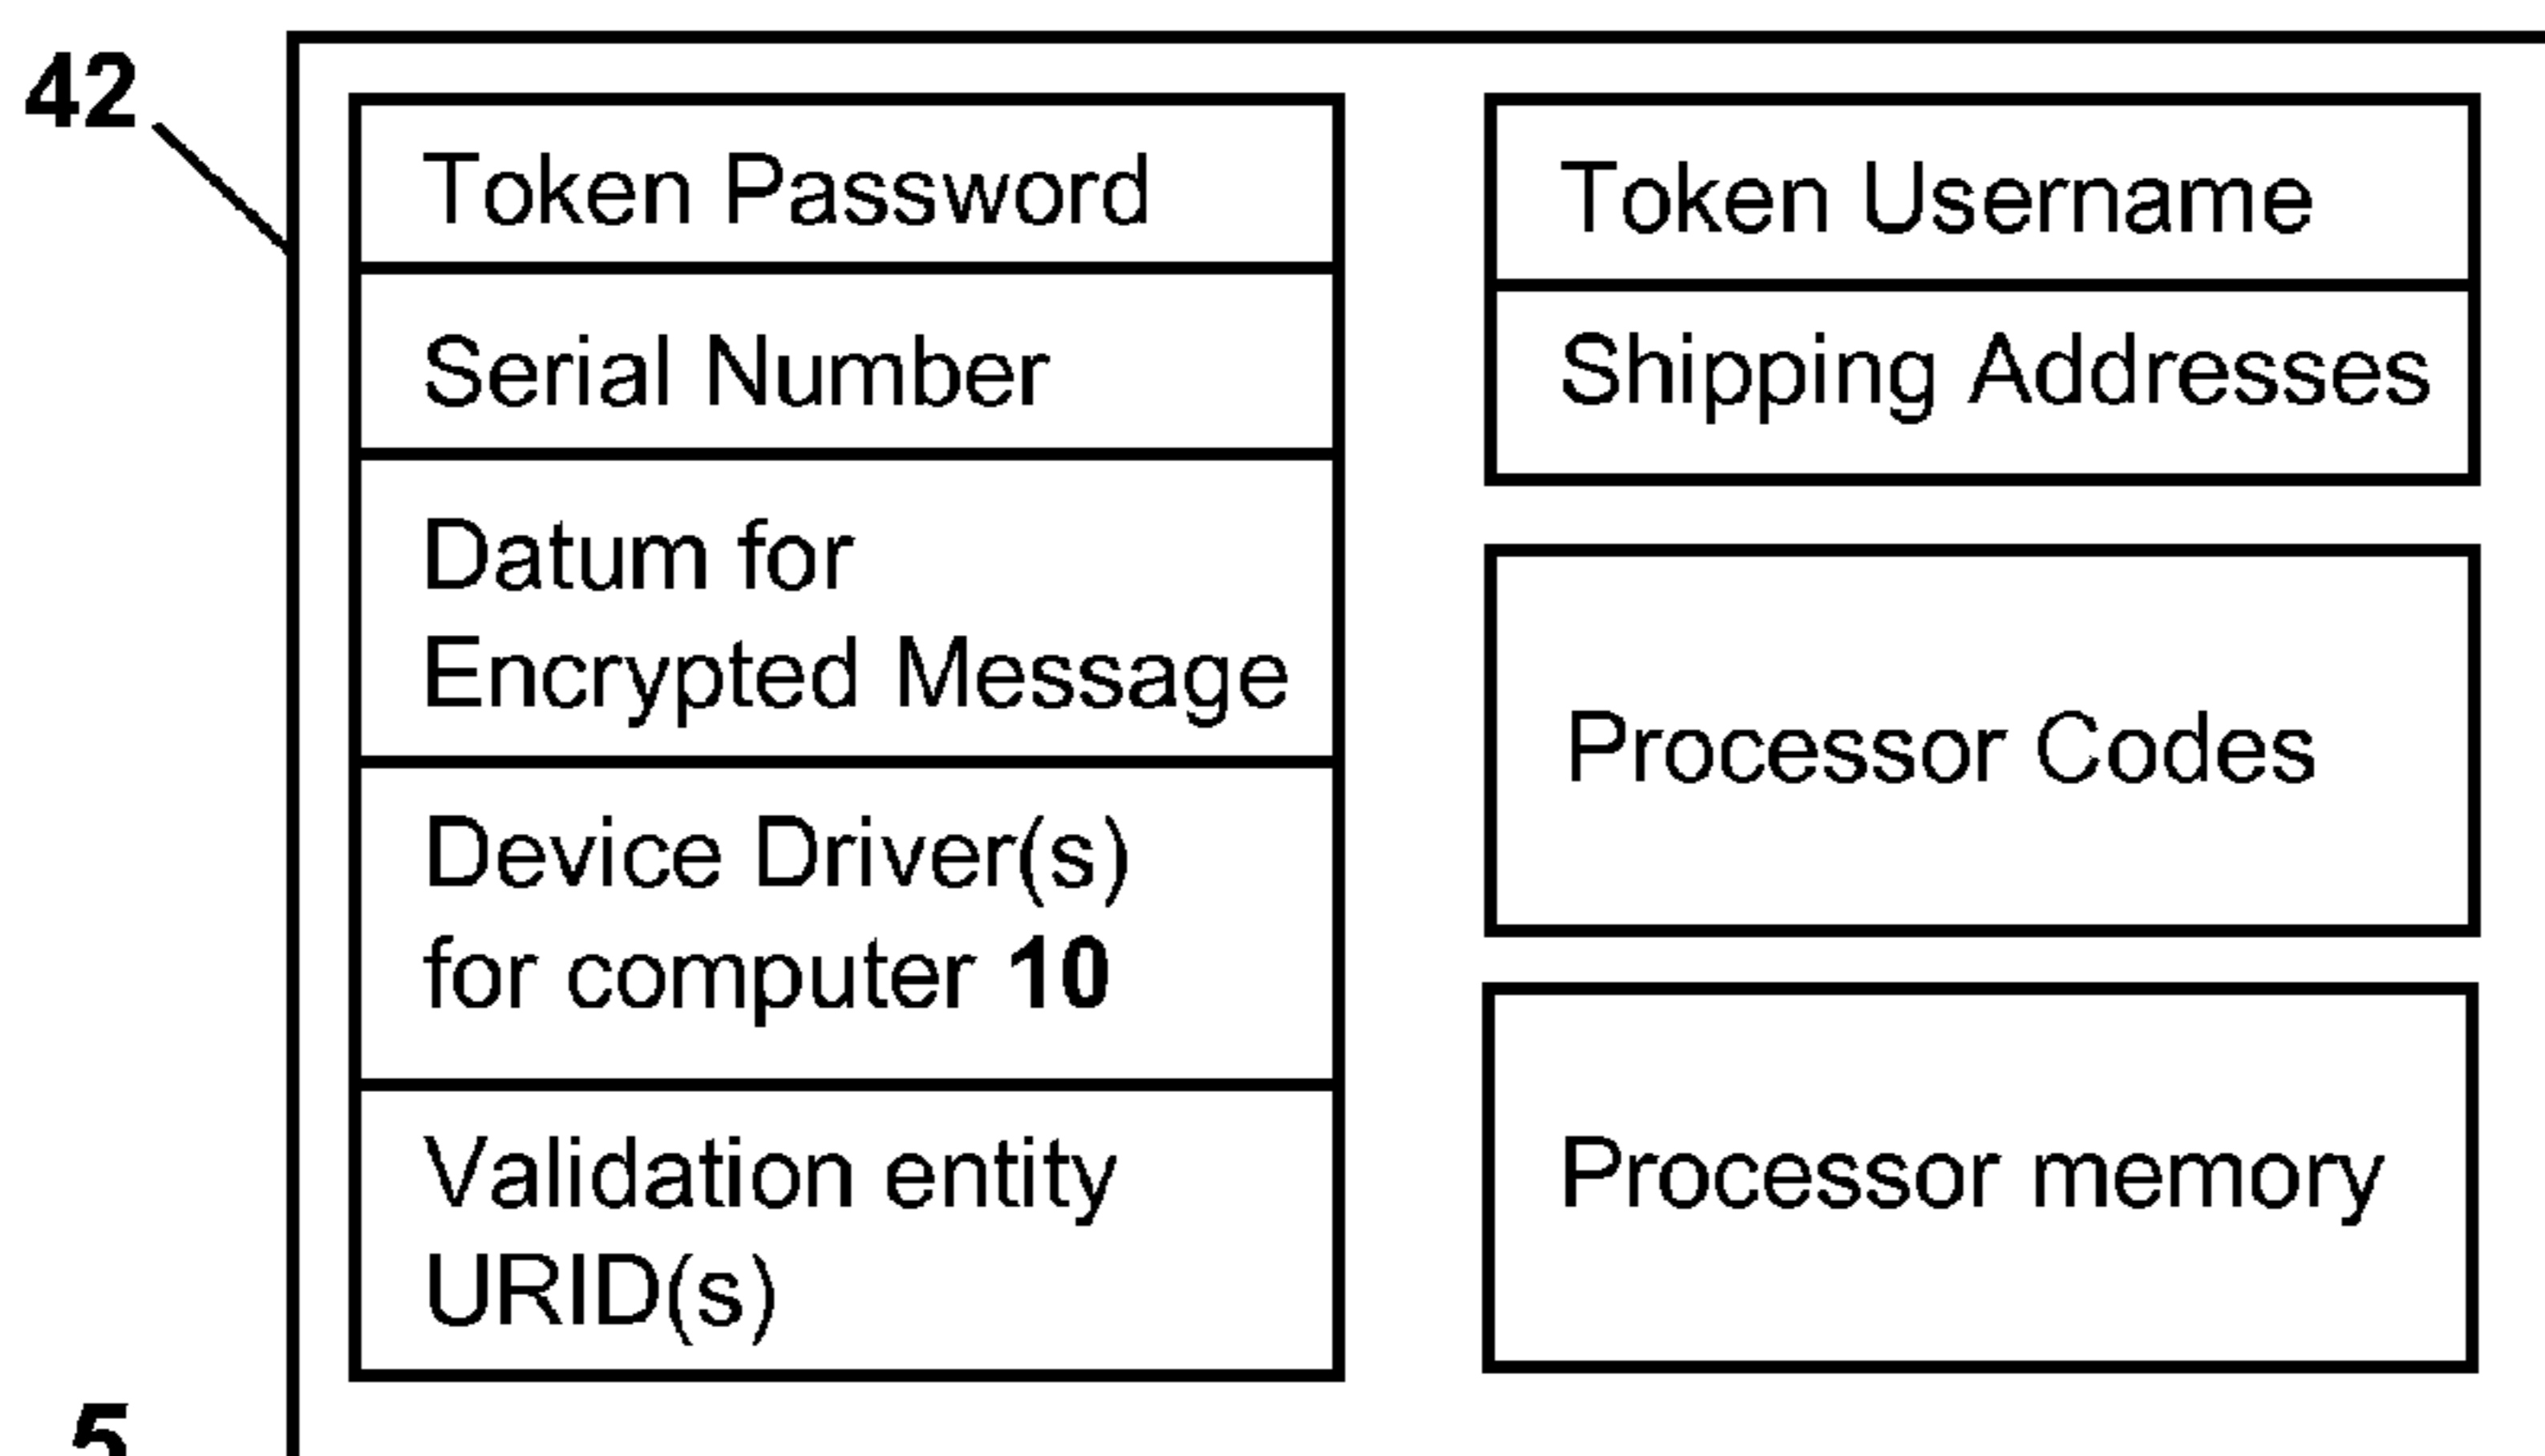 42
Token Password
Serial Number
Datum for
Encrypted Message
Device Driver(s)
for computer 10
Validation entity
URID(s)
Token Username
Shipping Addresses
Processor Codes
Processor memory
5